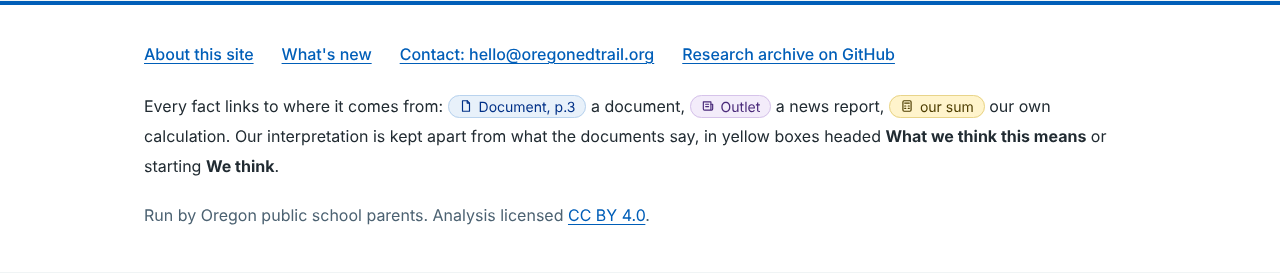 About this site What's new Contact: hello@oregonedtrail.org Research archive on GitHub
Every fact links to where it comes from: Document, p.3 a document, Outlet a news report, our sum our own
calculation. Our interpretation is kept apart from what the documents say, in yellow boxes headed What we think this means or
starting We think.
Run by Oregon public school parents. Analysis licensed CC BY 4.0.